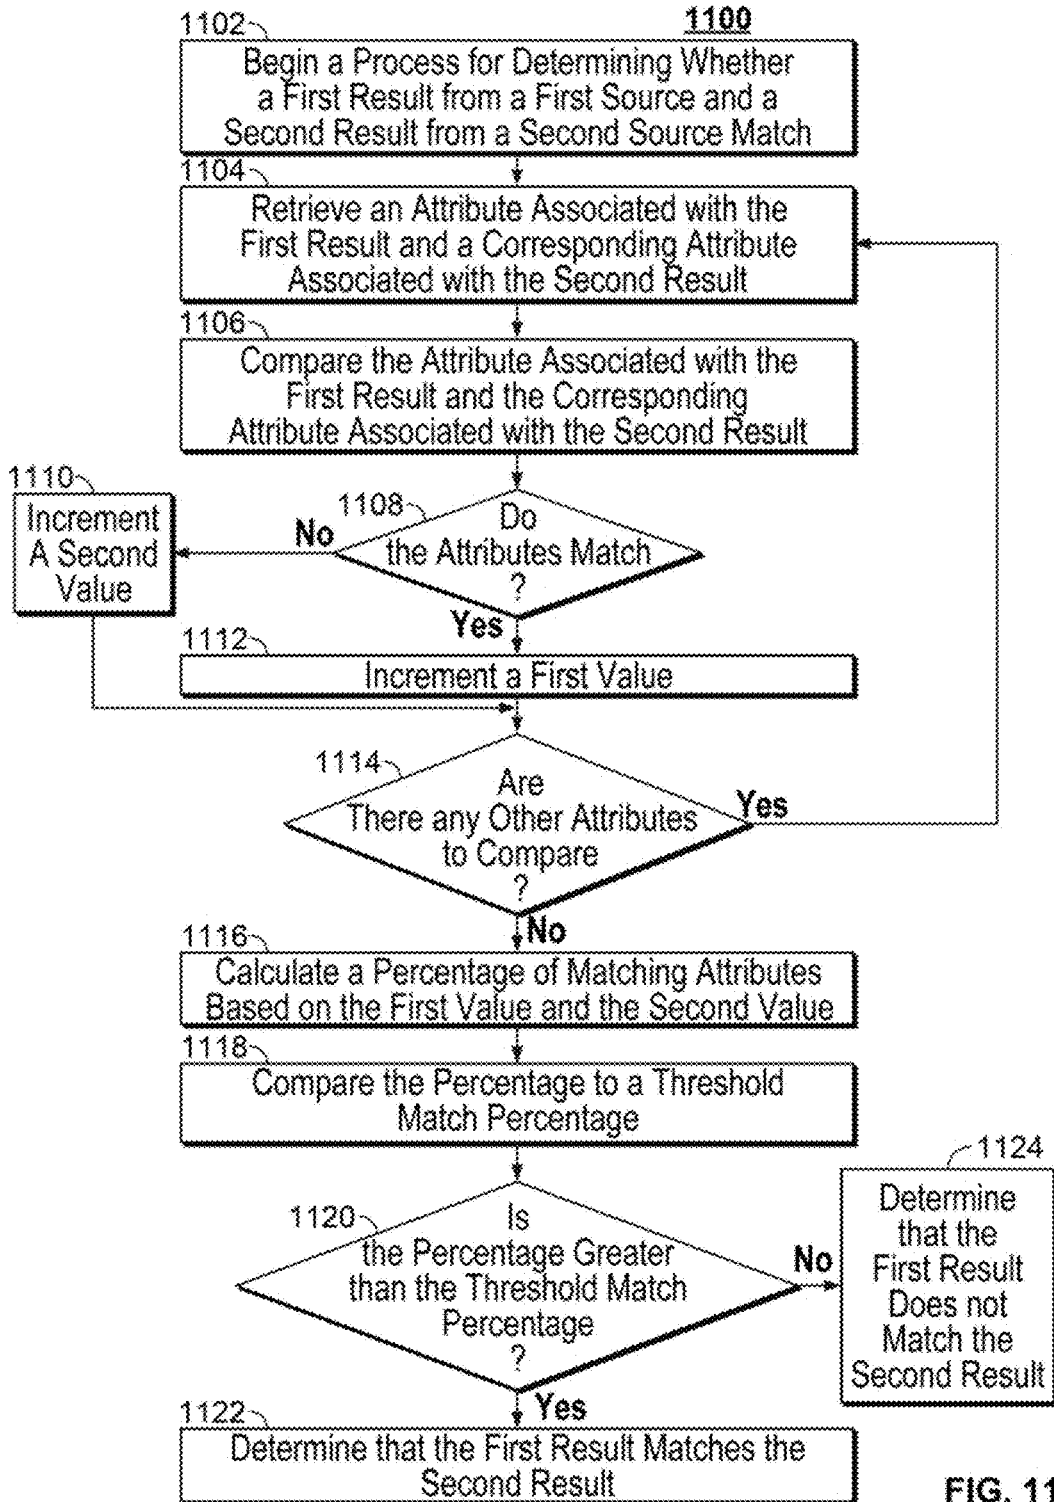 1100
1102
Begin a Process for Determining Whether
a First Result from a First Source and a
Second Result from a Second Source Match
1104
Retrieve an Attribute Associated with the
First Result and a Corresponding Attribute
Associated with the Second Result
1106
Compare the Attribute Associated with the
First Result and the Corresponding
Attribute Associated with the Second Result
1108
Do
the Attributes Match
?
No
1110
Increment
A Second
Value
Yes
1112
Increment a First Value
1114
Are
There any Other Attributes
to Compare
?
Yes
No
1116
Calculate a Percentage of Matching Attributes
Based on the First Value and the Second Value
1118
Compare the Percentage to a Threshold
Match Percentage
1120
Is
the Percentage Greater
than the Threshold Match
Percentage
?
No
1124
Determine
that the
First Result
Does not
Match the
Second Result
Yes
1122
Determine that the First Result Matches the
Second Result
FIG. 11